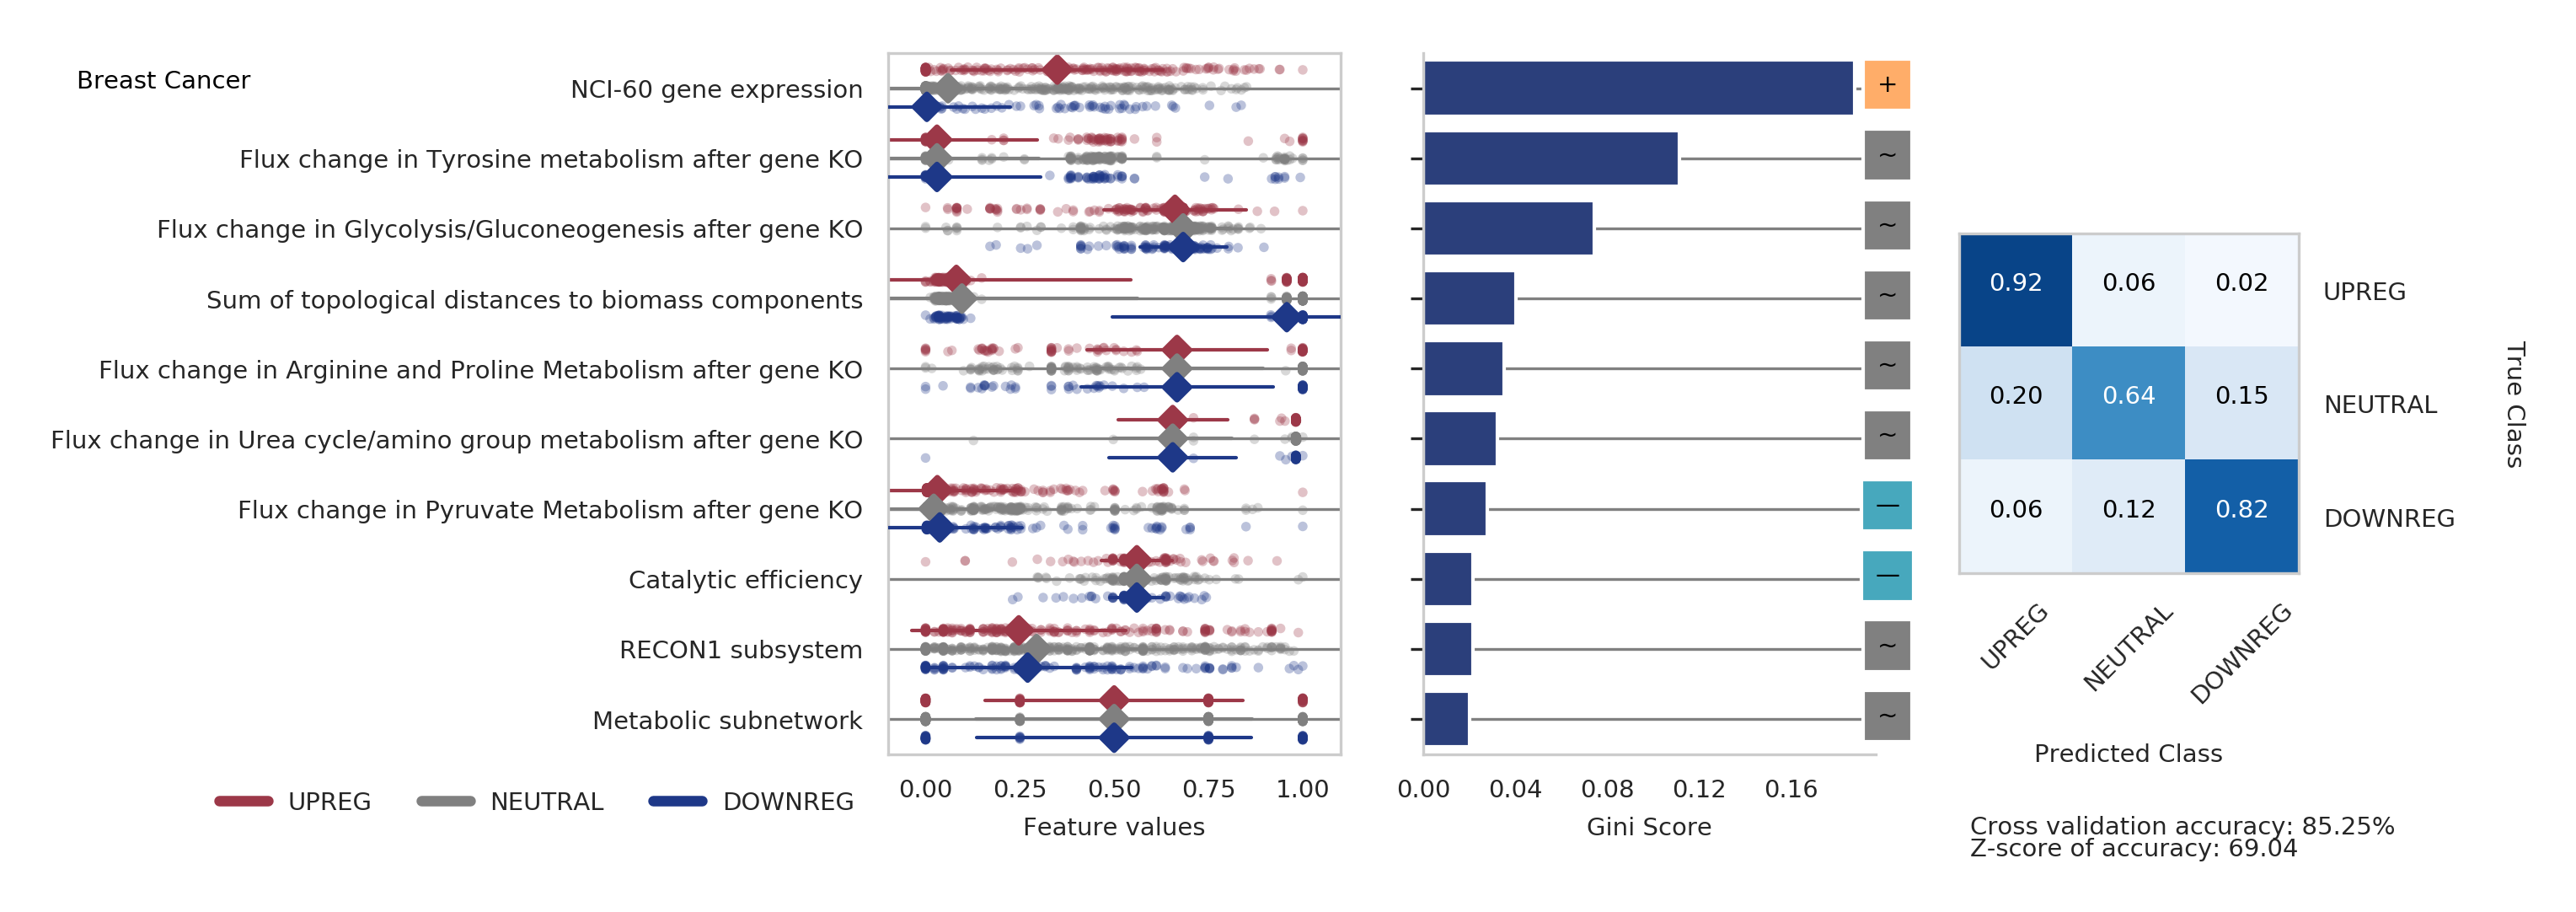 Breast Cancer
NCI-60 gene expression
Flux change in Tyrosine metabolism after gene KO
Flux change in Glycolysis/Gluconeogenesis after gene KO
Sum of topological distances to biomass components
Flux change in Arginine and Proline Metabolism after gene KO
Flux change in Urea cycle/amino group metabolism after gene KO
Flux change in Pyruvate Metabolism after gene KO
Catalytic efficiency
RECON1 subsystem
Metabolic subnetwork
UPREG NEUTRAL DOWNREG
0.00 0.25 0.50 0.75 1.00
Feature values
+
~
~
~
~
~
—
—
~
~
0.00 0.04 0.08 0.12 0.16
Gini Score
0.92 0.06 0.02 UPREG
0.20 0.64 0.15 NEUTRAL
0.06 0.12 0.82 DOWNREG
True Class
UPREG NEUTRAL DOWNREG
Predicted Class
Cross validation accuracy: 85.25%
Z-score of accuracy: 69.04